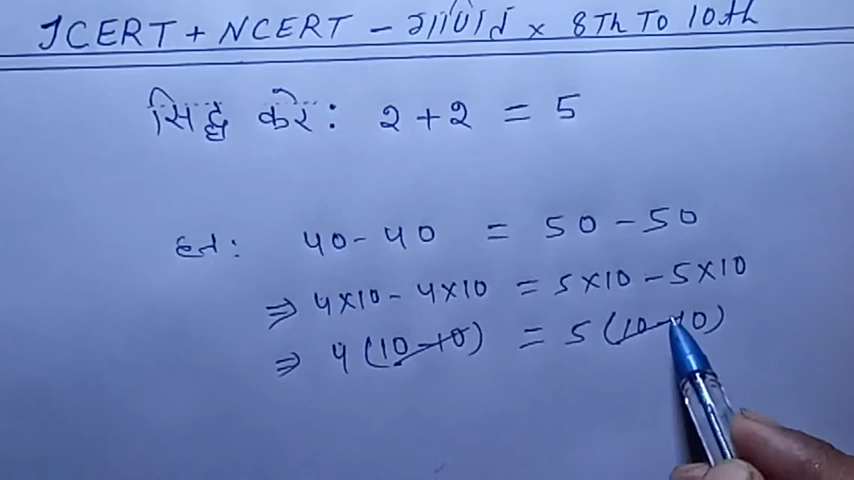 JCERT + NCERT - गणित × 8Th To 10th
सिद्ध करें: 2+2 = 5
हल: 40-40 = 50-50
⇒ 4×10 - 4×10 = 5×10 - 5×10
⇒ 4(10-10) = 5(10-10)